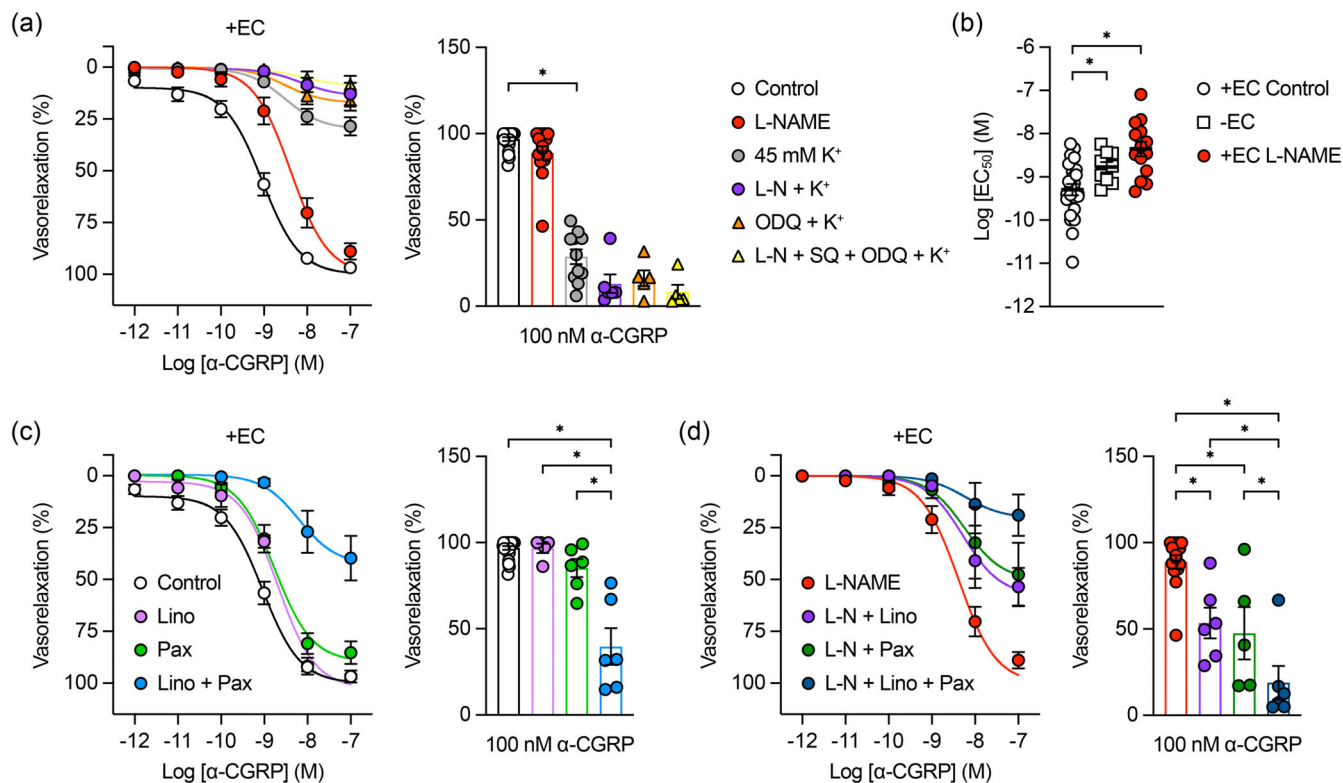 (a)
+EC
Vasorelaxation (%)
0
25
50
75
100
-12 -11 -10 -9 -8 -7
Log [α-CGRP] (M)
Vasorelaxation (%)
150
100
50
0
*
100 nM α-CGRP
Control
L-NAME
45 mM K⁺
L-N + K⁺
ODQ + K⁺
L-N + SQ + ODQ + K⁺
(b)
Log [EC₅₀] (M)
-6
-7
-8
-9
-10
-11
-12
*
*
+EC Control
-EC
+EC L-NAME
(c)
+EC
Vasorelaxation (%)
0
25
50
75
100
Control
Lino
Pax
Lino + Pax
-12 -11 -10 -9 -8 -7
Log [α-CGRP] (M)
Vasorelaxation (%)
150
100
50
0
*
*
*
100 nM α-CGRP
(d)
+EC
Vasorelaxation (%)
0
25
50
75
100
L-NAME
L-N + Lino
L-N + Pax
L-N + Lino + Pax
-12 -11 -10 -9 -8 -7
Log [α-CGRP] (M)
Vasorelaxation (%)
150
100
50
0
*
*
*
* *
100 nM α-CGRP